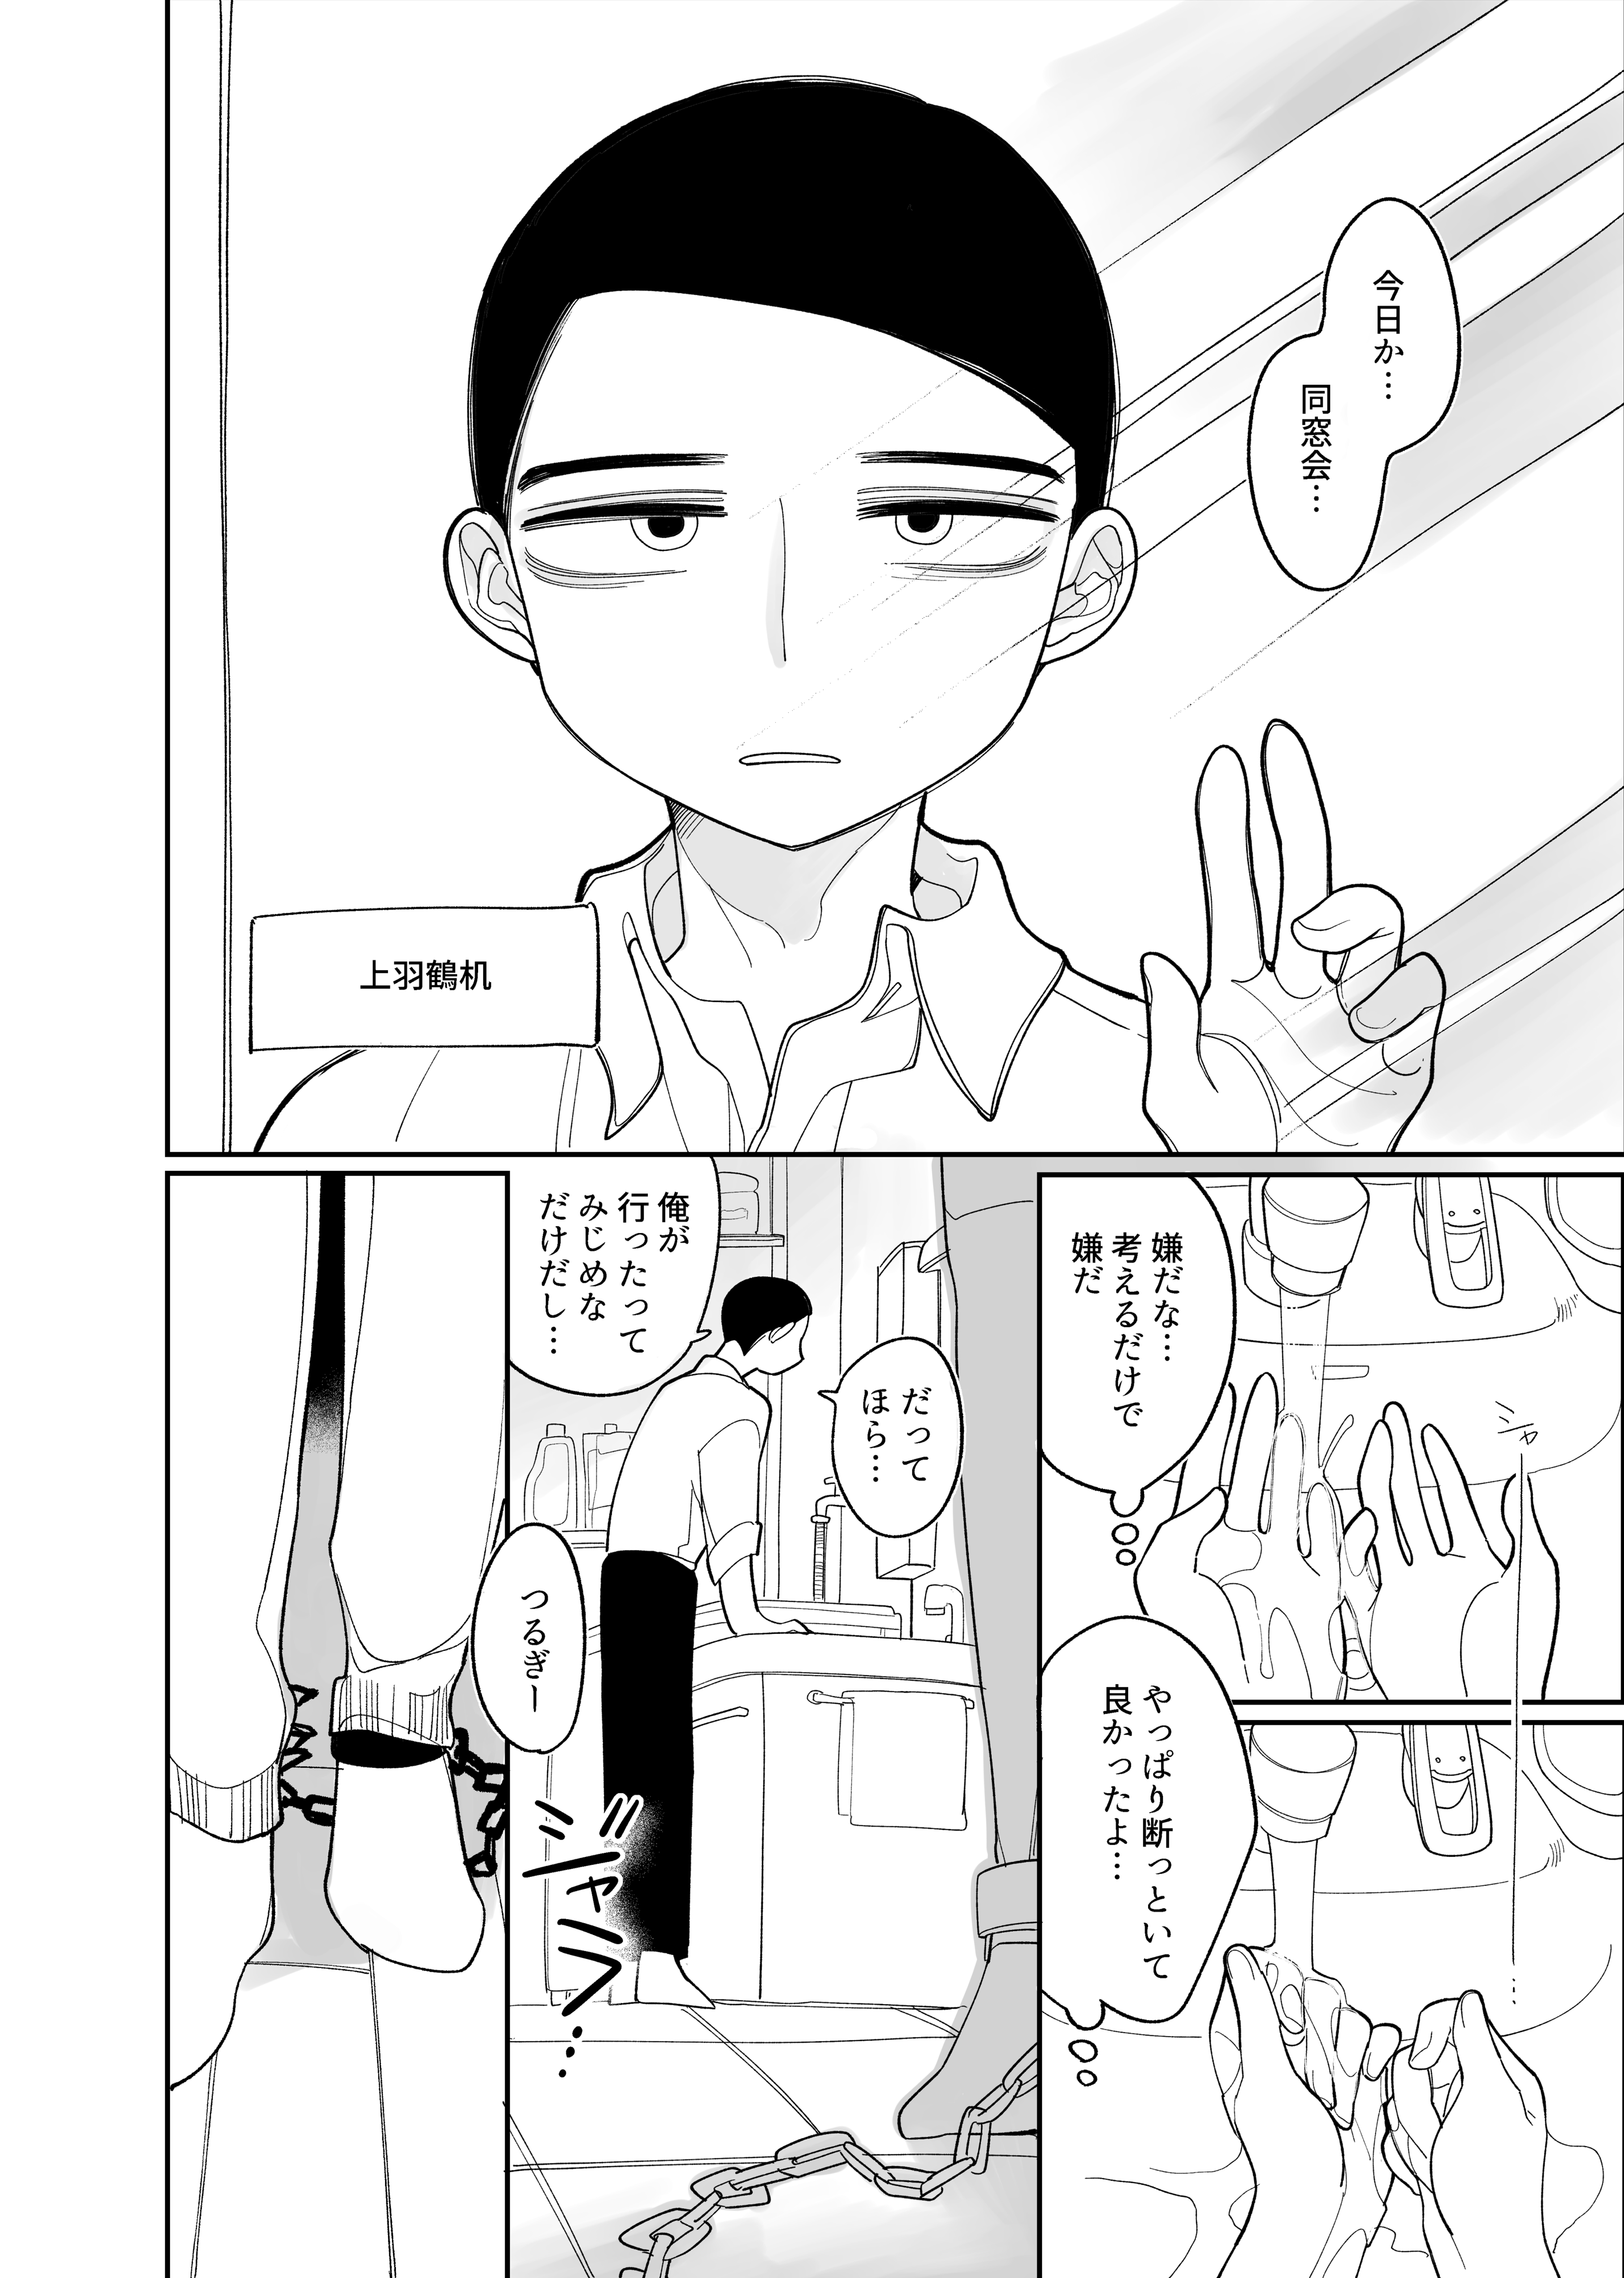 今日か…
同窓会…
上羽鶴机
嫌だな…
考えるだけで
嫌だ
シャ
やっぱり断っといて
良かったよ…
だって
ほら…
俺が
行ったって
みじめな
だけだし…
つるぎー
ジャラ…